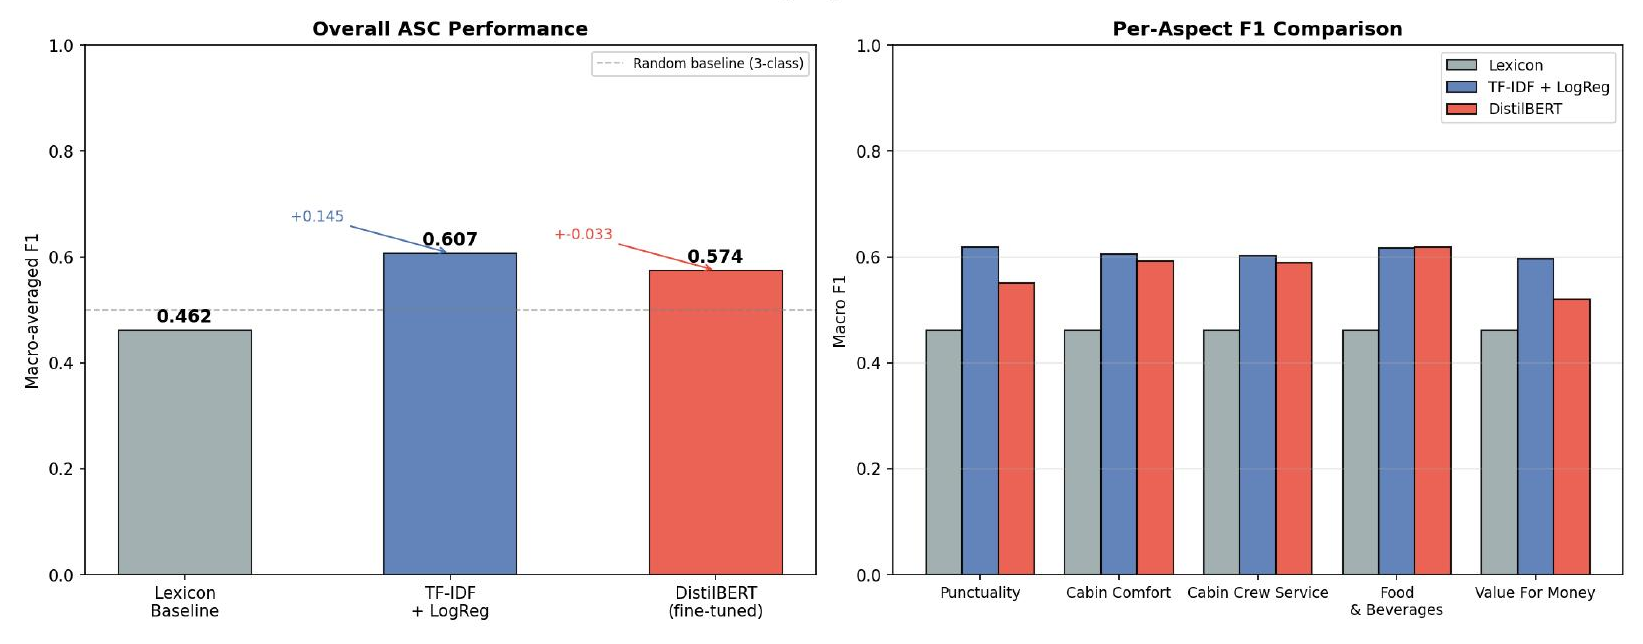 Overall ASC Performance
Random baseline (3-class)
Macro-averaged F1
1.0
0.8
0.6
0.4
0.2
0.0
+0.145
0.607
+-0.033
0.574
0.462
Lexicon
Baseline
TF-IDF
+ LogReg
DistilBERT
(fine-tuned)
Per-Aspect F1 Comparison
Lexicon
TF-IDF + LogReg
DistilBERT
Macro F1
1.0
0.8
0.6
0.4
0.2
0.0
Punctuality
Cabin Comfort
Cabin Crew Service
Food
& Beverages
Value For Money